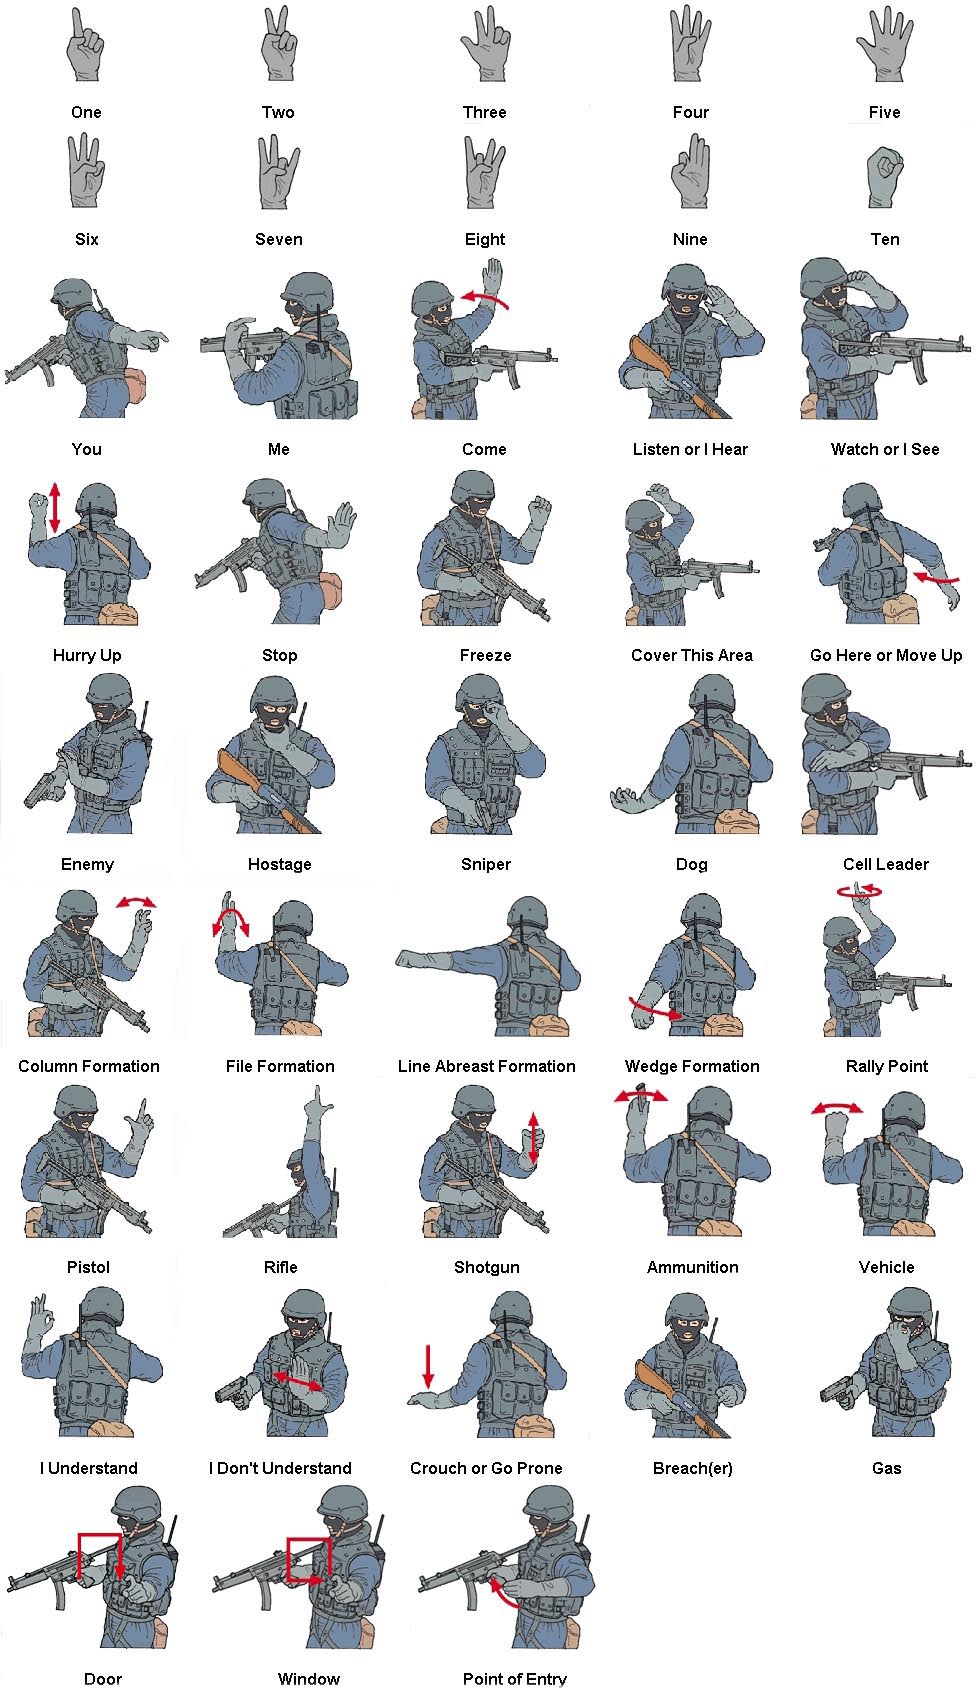 One
Two
Three
Four
Five
Six
Seven
Eight
Nine
Ten
You
Me
Come
Listen or I Hear
Watch or I See
Hurry Up
Stop
Freeze
Cover This Area
Go Here or Move Up
Enemy
Hostage
Sniper
Dog
Cell Leader
Column Formation
File Formation
Line Abreast Formation
Wedge Formation
Rally Point
Pistol
Rifle
Shotgun
Ammunition
Vehicle
I Understand
I Don't Understand
Crouch or Go Prone
Breach(er)
Gas
Door
Window
Point of Entry